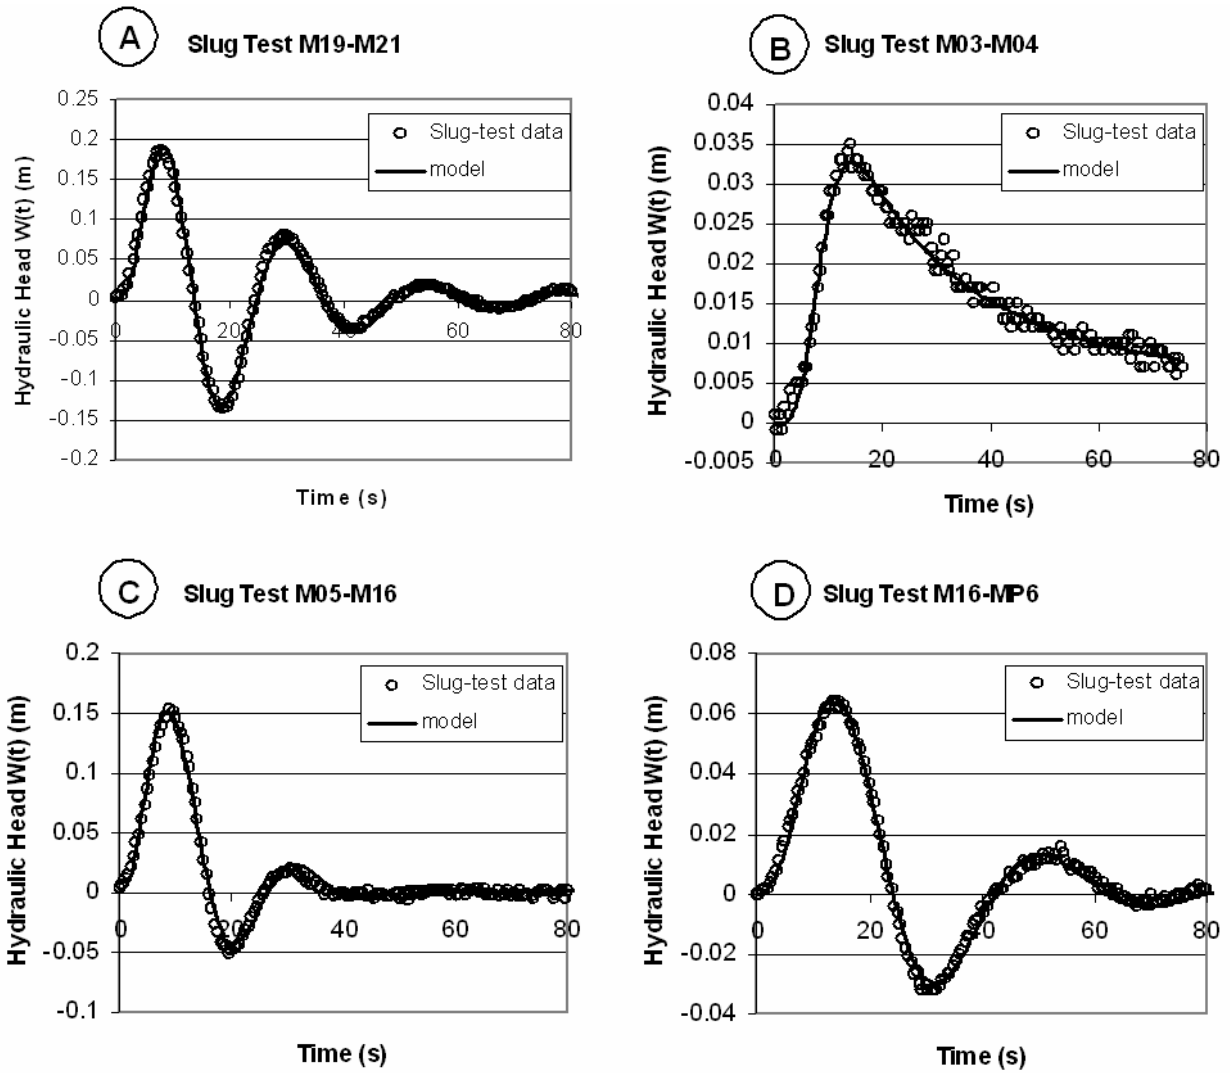 A
Slug Test M19-M21
0.25
0.2
0.15
0.1
0.05
0
-0.05
-0.1
-0.15
-0.2
0
20
40
60
80
Hydraulic Head W(t) (m)
Time (s)
Slug-test data
model
B
Slug Test M03-M04
0.04
0.035
0.03
0.025
0.02
0.015
0.01
0.005
0
-0.005
0
20
40
60
80
Hydraulic Head W(t) (m)
Time (s)
Slug-test data
model
C
Slug Test M05-M16
0.2
0.15
0.1
0.05
0
-0.05
-0.1
0
20
40
60
80
Hydraulic Head W(t) (m)
Time (s)
Slug-test data
model
D
Slug Test M16-MP6
0.08
0.06
0.04
0.02
0
-0.02
-0.04
0
20
40
60
80
Hydraulic Head W(t) (m)
Time (s)
Slug-test data
model